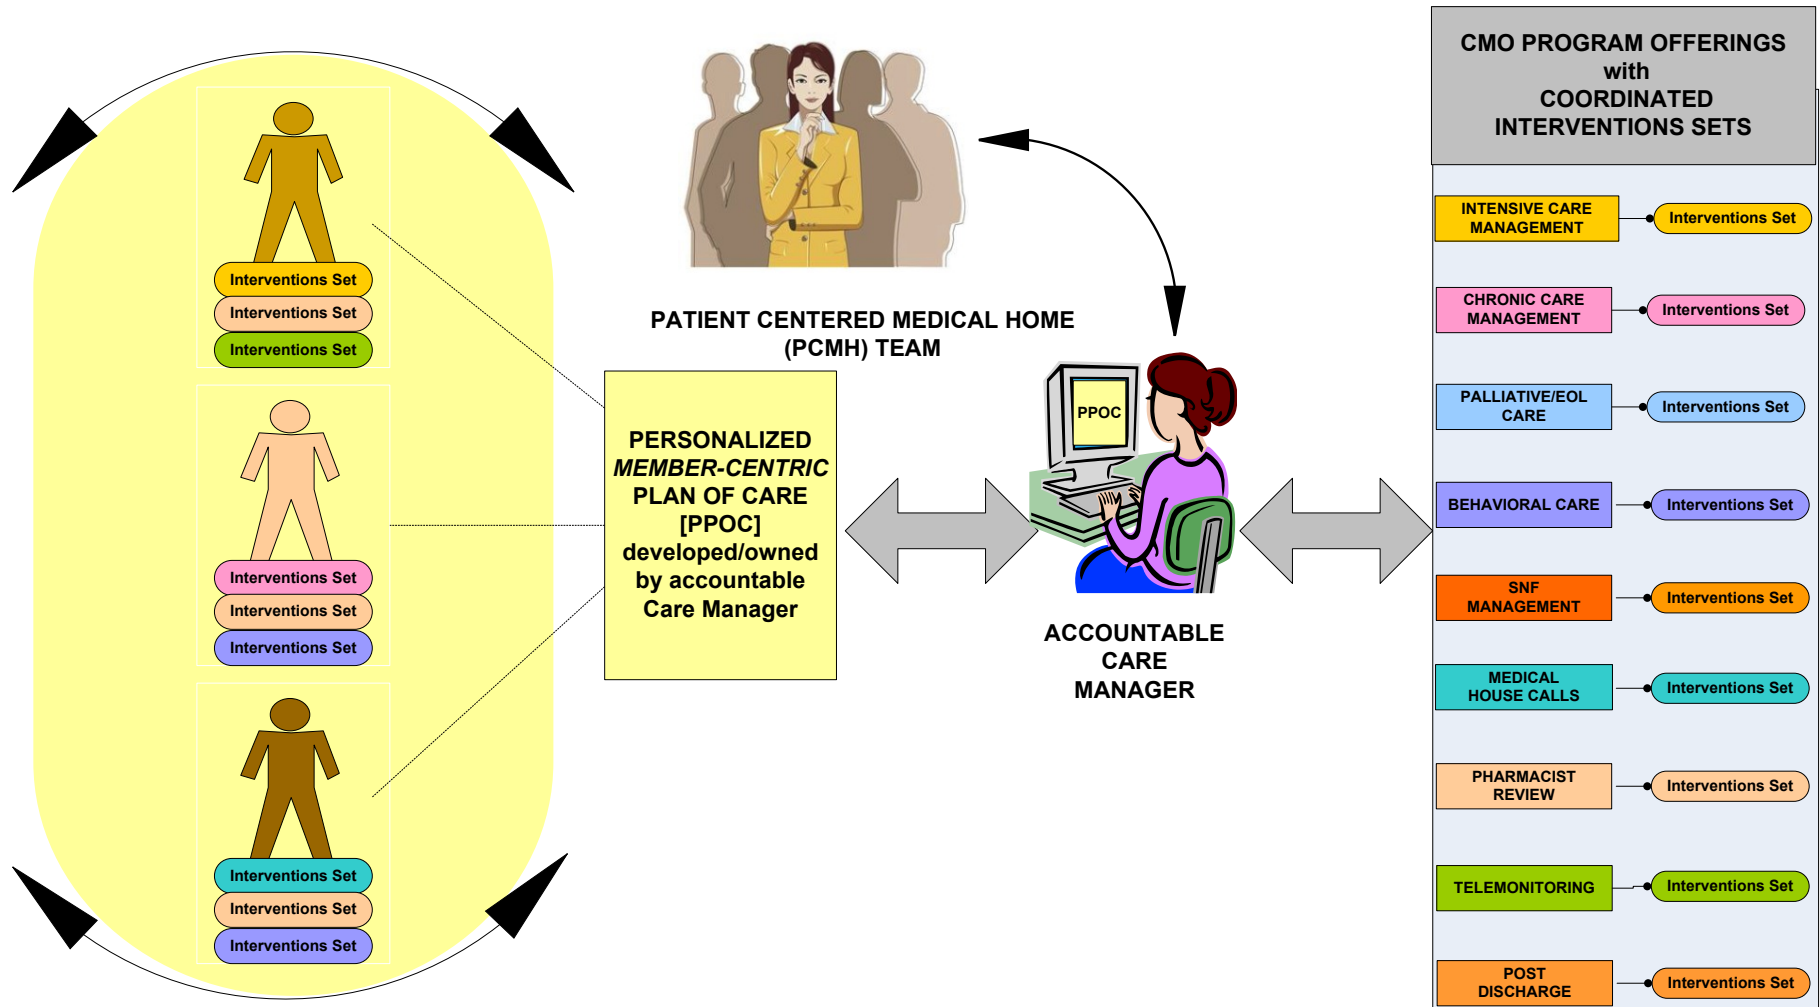 Interventions Set
Interventions Set
Interventions Set
Interventions Set
Interventions Set
Interventions Set
Interventions Set
Interventions Set
Interventions Set
PATIENT CENTERED MEDICAL HOME
(PCMH) TEAM
PERSONALIZED
MEMBER-CENTRIC
PLAN OF CARE
[PPOC]
developed/owned
by accountable
Care Manager
PPOC
ACCOUNTABLE
CARE
MANAGER
CMO PROGRAM OFFERINGS
with
COORDINATED
INTERVENTIONS SETS
INTENSIVE CARE
MANAGEMENT
Interventions Set
CHRONIC CARE
MANAGEMENT
Interventions Set
PALLIATIVE/EOL
CARE
Interventions Set
BEHAVIORAL CARE
Interventions Set
SNF
MANAGEMENT
Interventions Set
MEDICAL
HOUSE CALLS
Interventions Set
PHARMACIST
REVIEW
Interventions Set
TELEMONITORING
Interventions Set
POST
DISCHARGE
Interventions Set